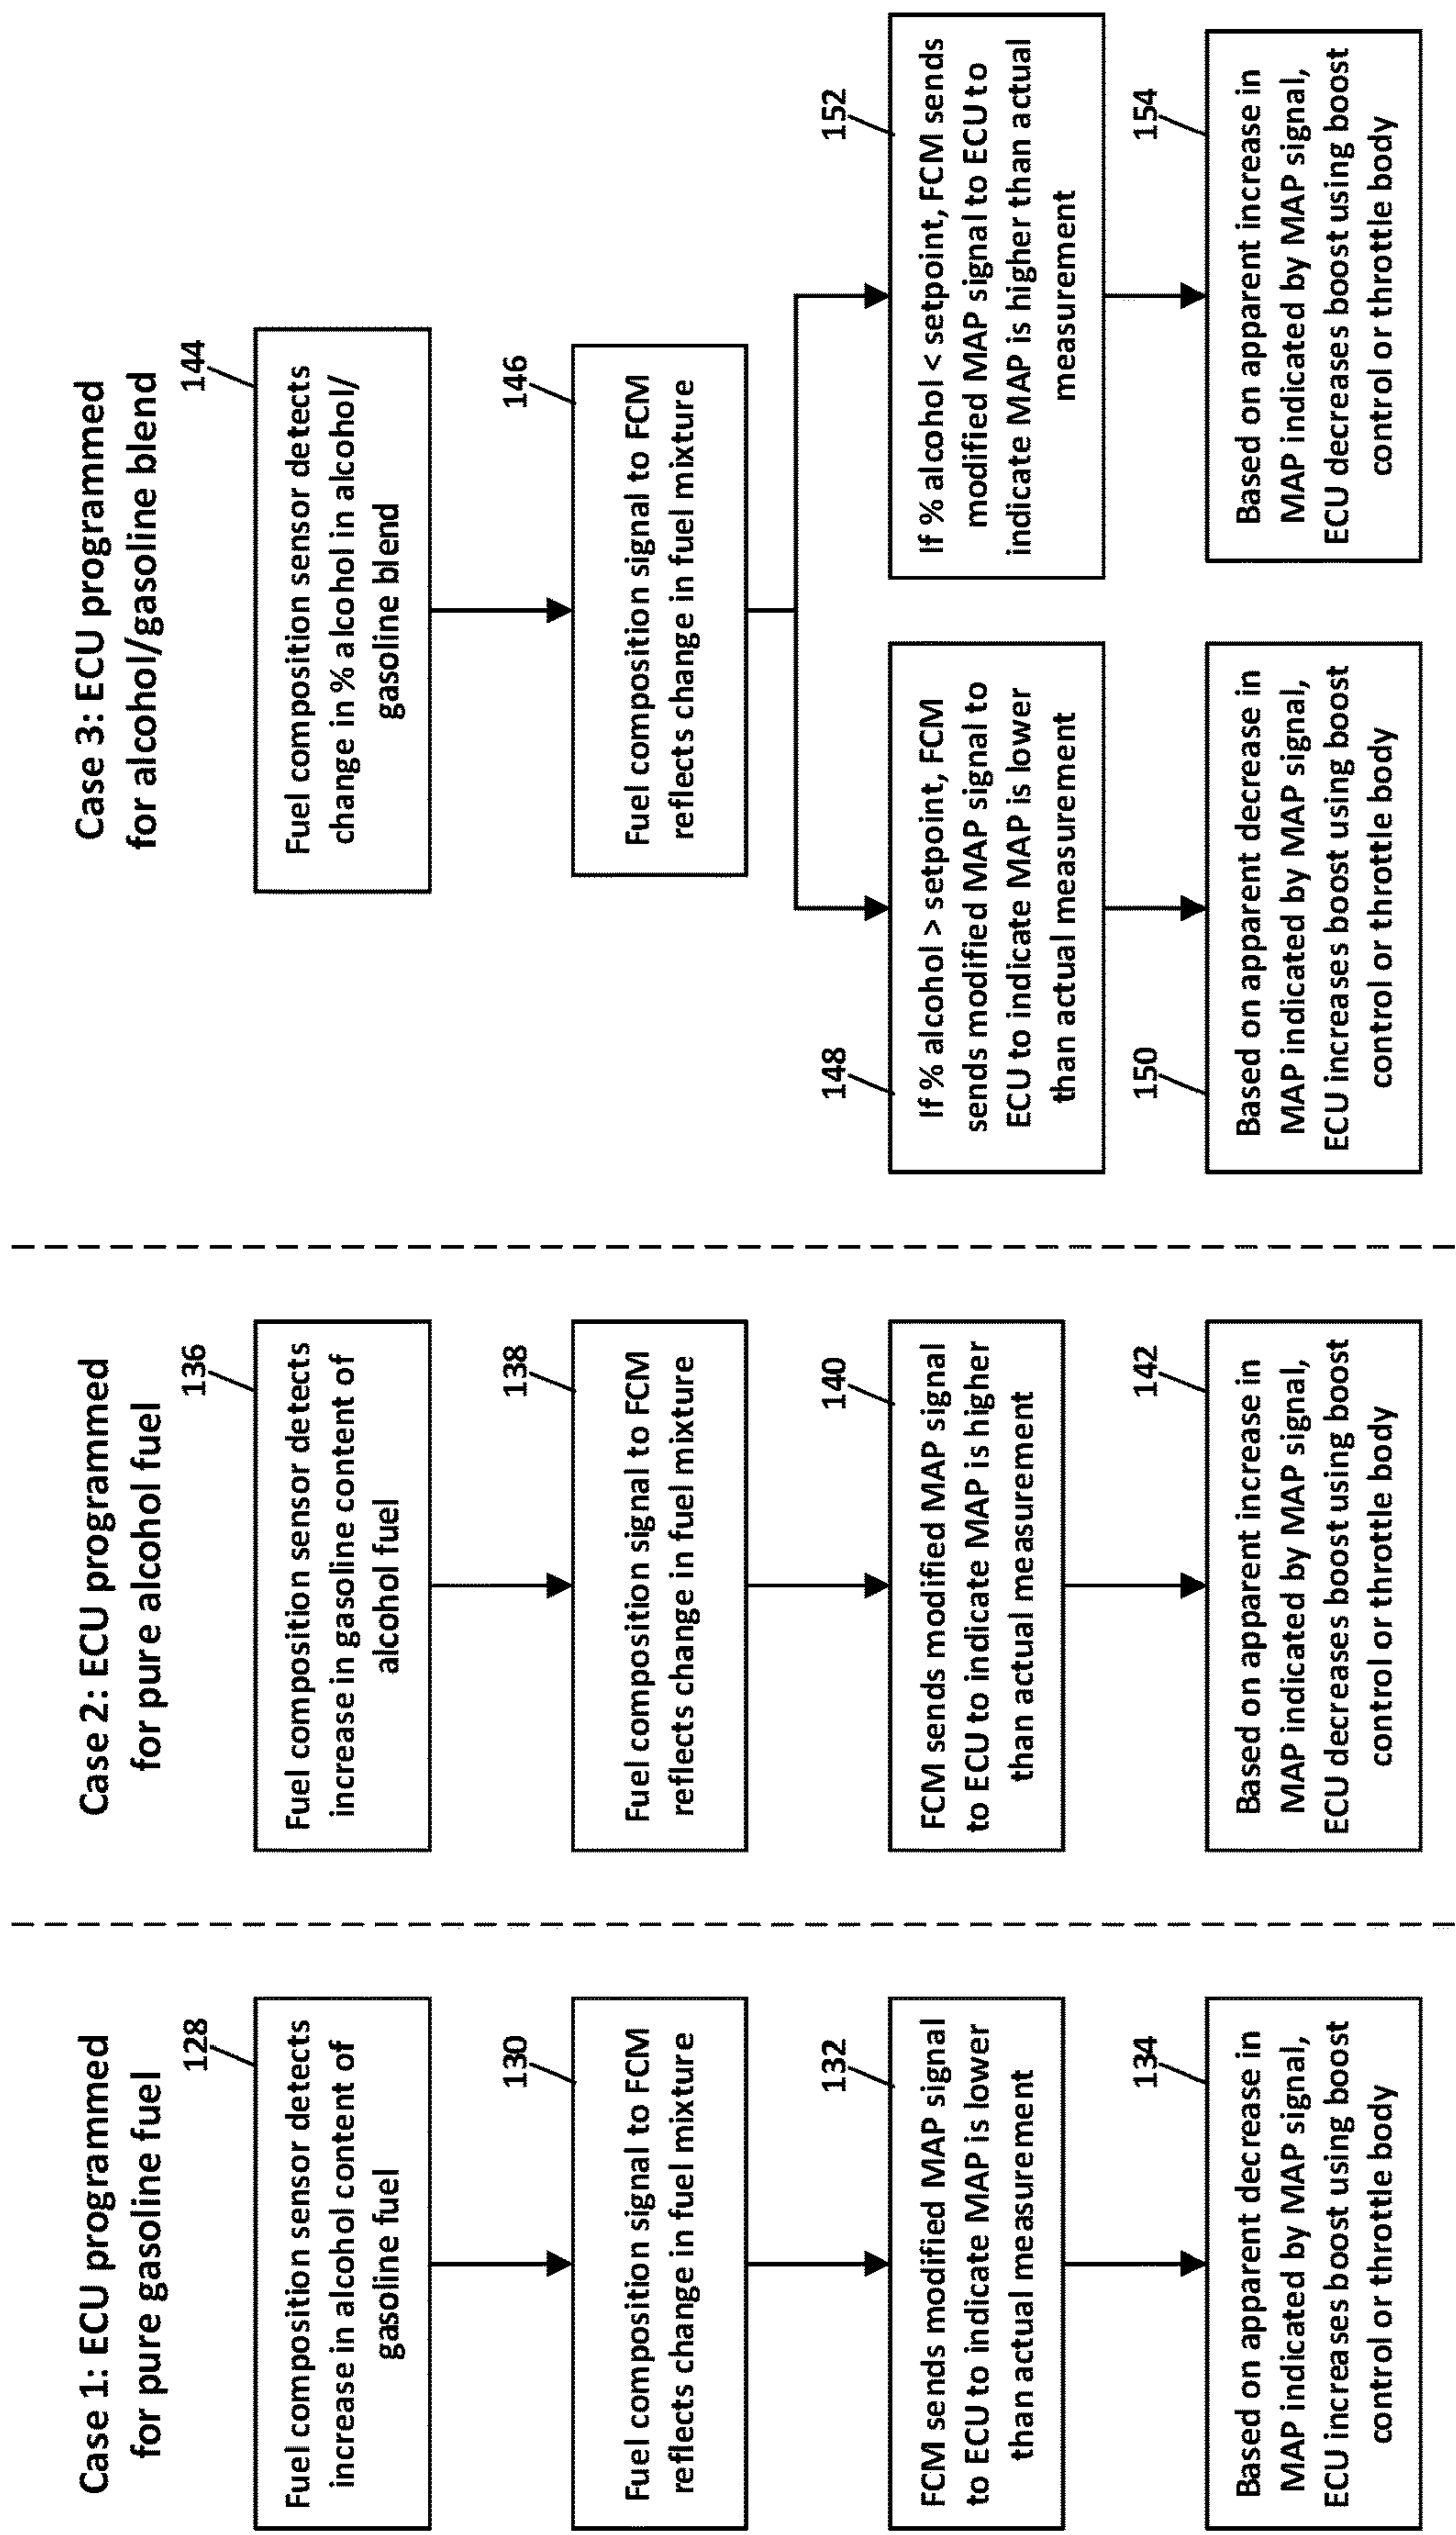 Case 1: ECU programmed
for pure gasoline fuel
128
Fuel composition sensor detects
increase in alcohol content of
gasoline fuel
130
Fuel composition signal to FCM
reflects change in fuel mixture
132
FCM sends modified MAP signal
to ECU to indicate MAP is lower
than actual measurement
134
Based on apparent decrease in
MAP indicated by MAP signal,
ECU increases boost using boost
control or throttle body
Case 2: ECU programmed
for pure alcohol fuel
136
Fuel composition sensor detects
increase in gasoline content of
alcohol fuel
138
Fuel composition signal to FCM
reflects change in fuel mixture
140
FCM sends modified MAP signal
to ECU to indicate MAP is higher
than actual measurement
142
Based on apparent increase in
MAP indicated by MAP signal,
ECU decreases boost using boost
control or throttle body
Case 3: ECU programmed
for alcohol/gasoline blend
144
Fuel composition sensor detects
change in % alcohol in alcohol/
gasoline blend
146
Fuel composition signal to FCM
reflects change in fuel mixture
148
If % alcohol > setpoint, FCM
sends modified MAP signal to
ECU to indicate MAP is lower
than actual measurement
150
Based on apparent decrease in
MAP indicated by MAP signal,
ECU increases boost using boost
control or throttle body
152
If % alcohol < setpoint, FCM sends
modified MAP signal to ECU to
indicate MAP is higher than actual
measurement
154
Based on apparent increase in
MAP indicated by MAP signal,
ECU decreases boost using boost
control or throttle body